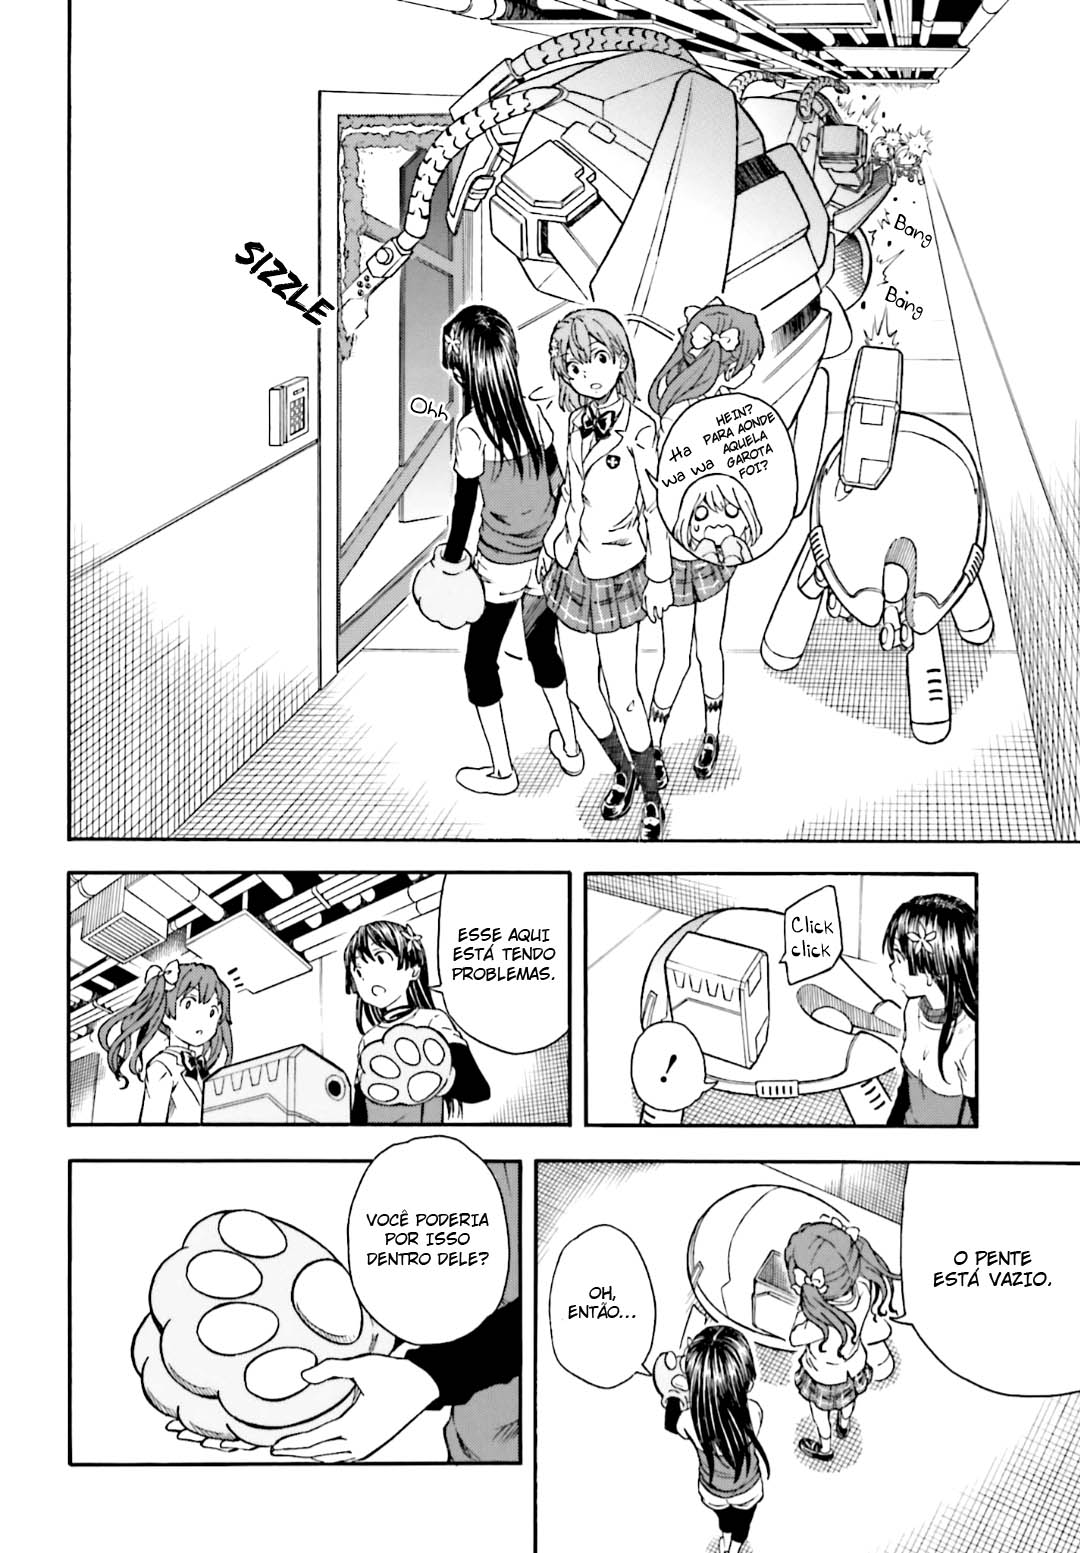 SIZZLE
Bang
Bang
Ohh
HEIN?
PARA AONDE
AQUELA
GAROTA
FOI?
Ha
wa wa
Click
click
!
ESSE AQUI
ESTÁ TENDO
PROBLEMAS.
O PENTE
ESTÁ VAZIO.
OH,
ENTÃO...
VOCÊ PODERIA
POR ISSO
DENTRO DELE?